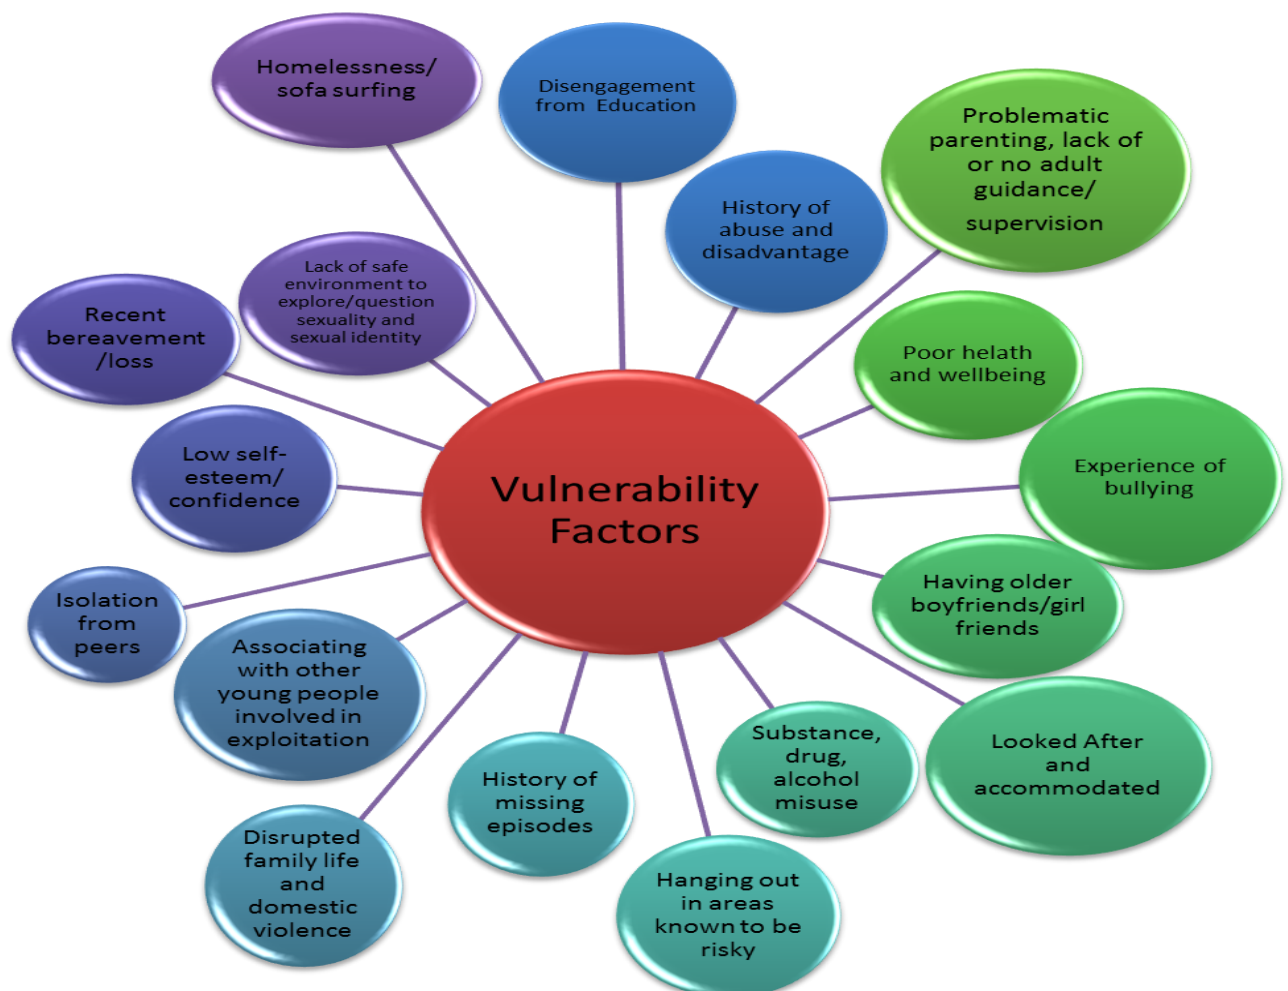 Homelessness/
sofa surfing
Disengagement
from Education
Problematic
parenting, lack of
or no adult
guidance/
supervision
History of
abuse and
disadvantage
Lack of safe
environment to
explore/question
sexuality and
sexual identity
Recent
bereavement
/loss
Poor helath
and wellbeing
Low self-
esteem/
confidence
Vulnerability
Factors
Experience of
bullying
Isolation
from
peers
Having older
boyfriends/girl
friends
Associating
with other
young people
involved in
exploitation
Substance,
drug,
alcohol
misuse
Looked After
and
accommodated
History of
missing
episodes
Disrupted
family life
and
domestic
violence
Hanging out
in areas
known to be
risky